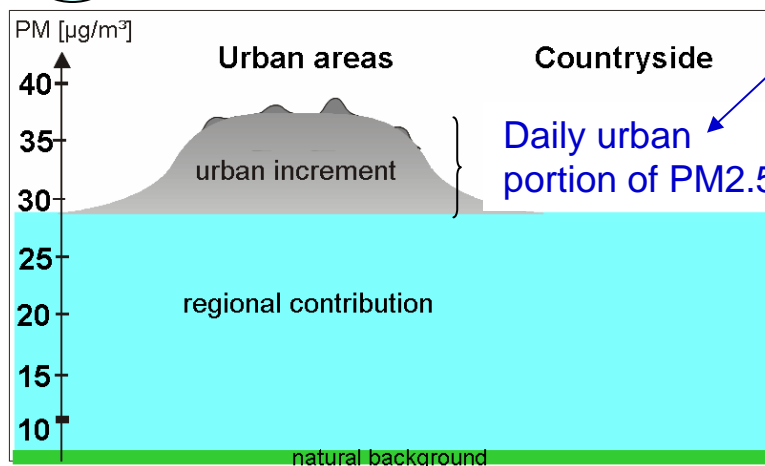 PM [µg/m³]
Urban areas
Countryside
40
35
30
25
20
15
10
urban increment
Daily urban
portion of PM2.5
regional contribution
natural background